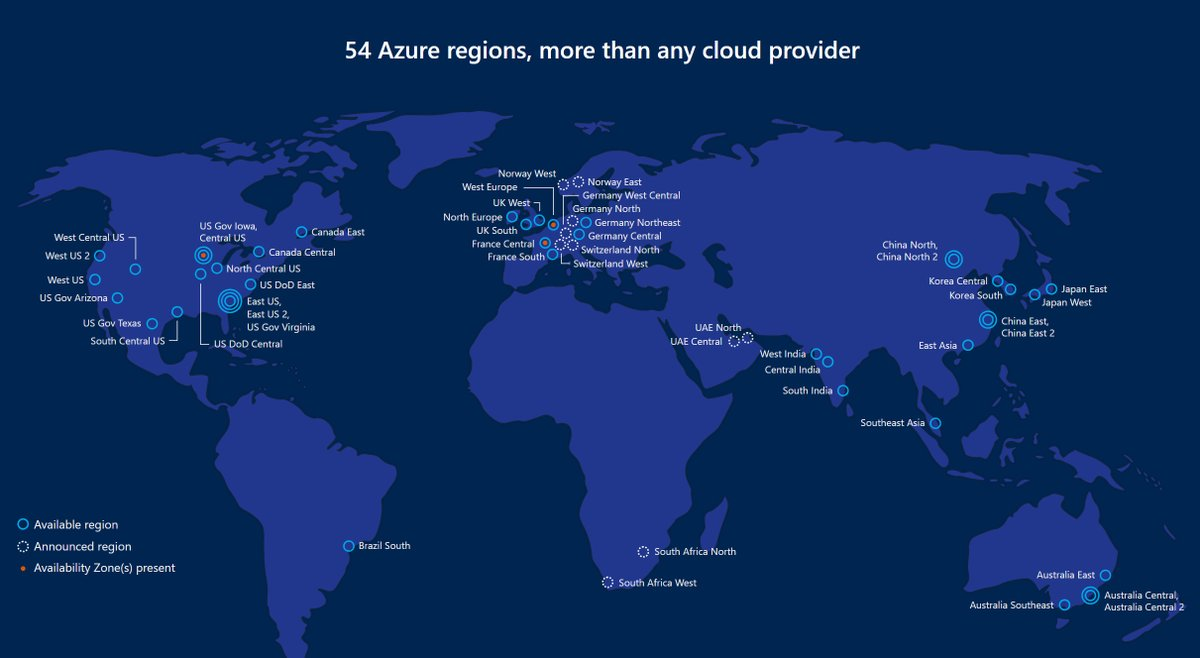 54 Azure regions, more than any cloud provider
Norway West
Norway East
West Europe
Germany West Central
UK West
Germany North
North Europe
Germany Northeast
UK South
Germany Central
France Central
Switzerland North
France South
Switzerland West
US Gov Iowa,
Central US
Canada East
West Central US
West US 2
Canada Central
North Central US
West US
US DoD East
US Gov Arizona
East US,
East US 2,
US Gov Virginia
US Gov Texas
South Central US
US DoD Central
China North,
China North 2
Korea Central
Korea South
Japan East
Japan West
China East,
China East 2
East Asia
UAE North
UAE Central
West India
Central India
South India
Southeast Asia
Available region
Announced region
Availability Zone(s) present
Brazil South
South Africa North
South Africa West
Australia East
Australia Central,
Australia Central 2
Australia Southeast